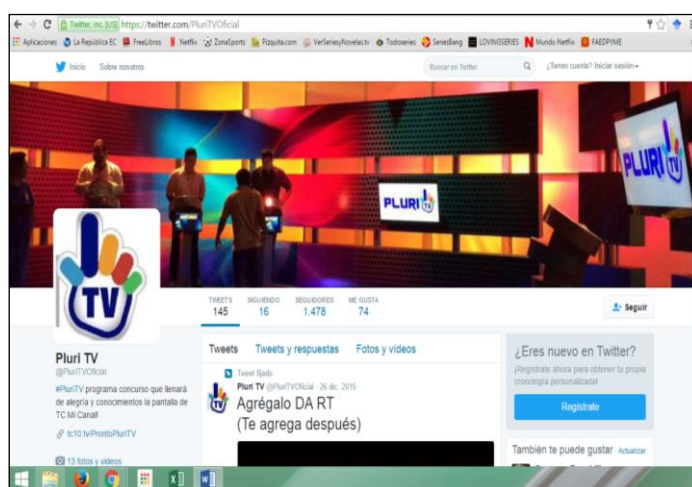 Twitter, Inc. [US] https://twitter.com/PluriTVOficial
Aplicaciones La República EC FreeLibros Netflix ZonaSports Pizquita.com VerSeriesyNovelas.tv Todoseries SeriesBang LOVINGSERIES Mundo Netflix FAEDPYME
Inicio Sobre nosotros Buscar en Twitter ¿Tienes cuenta? Iniciar sesión
PLURI TV
PLURI TV
TV
TWEETS SIGUIENDO SEGUIDORES ME GUSTA
145 16 1.478 74
Seguir
Pluri TV
@PluriTVOficial
#PluriTV programa concurso que llenará
de alegría y conocimientos la pantalla de
TC Mi Canal!
tc10.tv/ProntoPluriTV
13 fotos y videos
Tweets Tweets y respuestas Fotos y vídeos
Tweet fijado
Pluri TV @PluriTVOficial · 26 dic. 2015
Agrégalo DA RT
(Te agrega después)
¿Eres nuevo en Twitter?
¡Regístrate ahora para obtener tu propia
cronología personalizada!
Regístrate
También te puede gustar · Actualizar